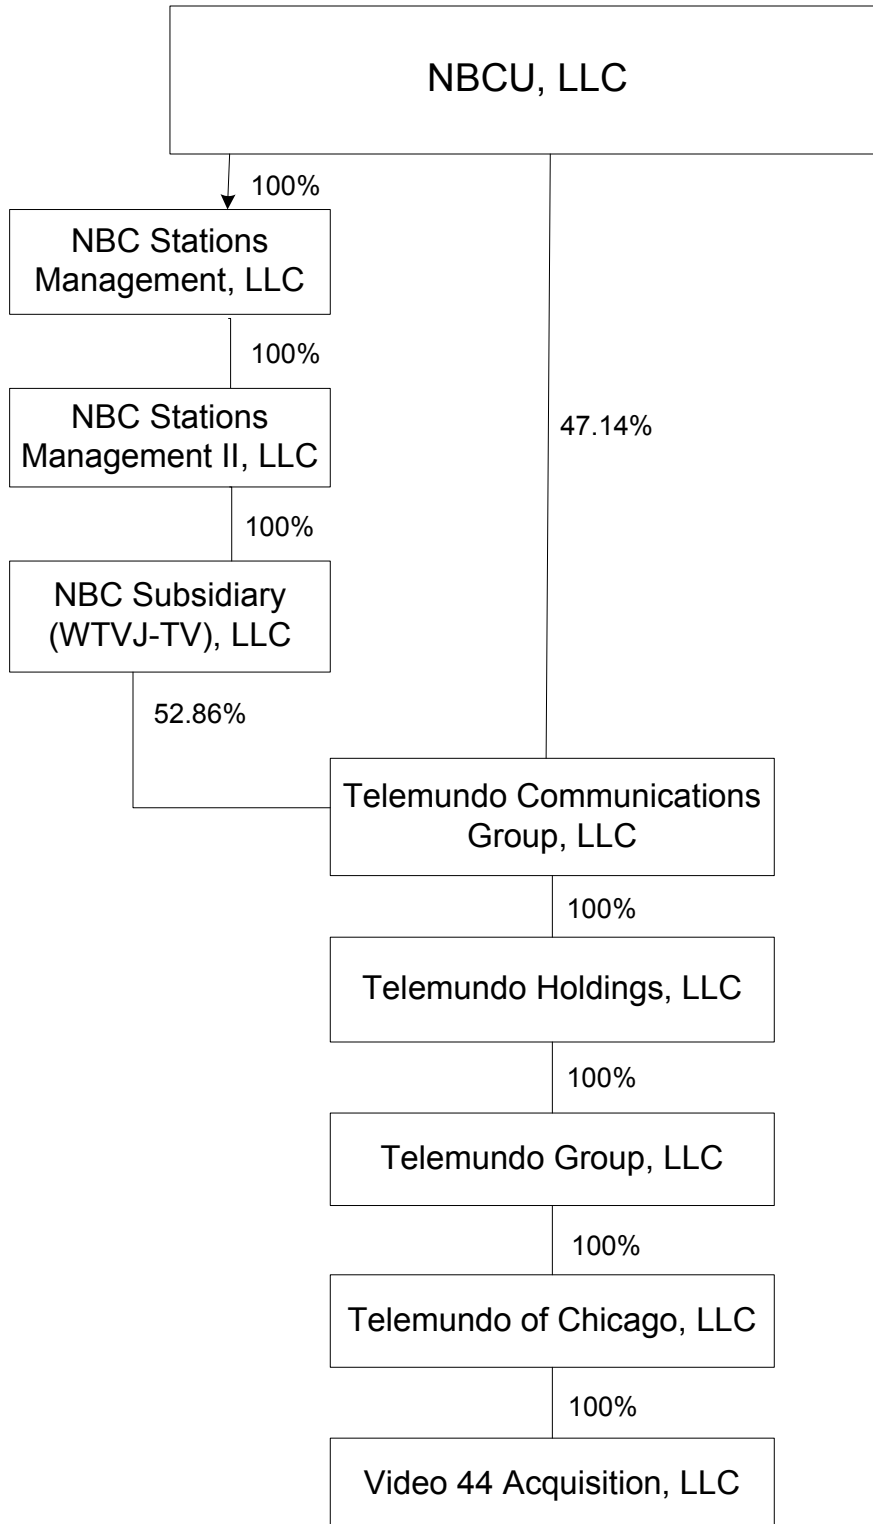 NBCU, LLC
100%
NBC Stations
Management, LLC
100%
NBC Stations
Management II, LLC
47.14%
100%
NBC Subsidiary
(WTVJ-TV), LLC
52.86%
Telemundo Communications
Group, LLC
100%
Telemundo Holdings, LLC
100%
Telemundo Group, LLC
100%
Telemundo of Chicago, LLC
100%
Video 44 Acquisition, LLC